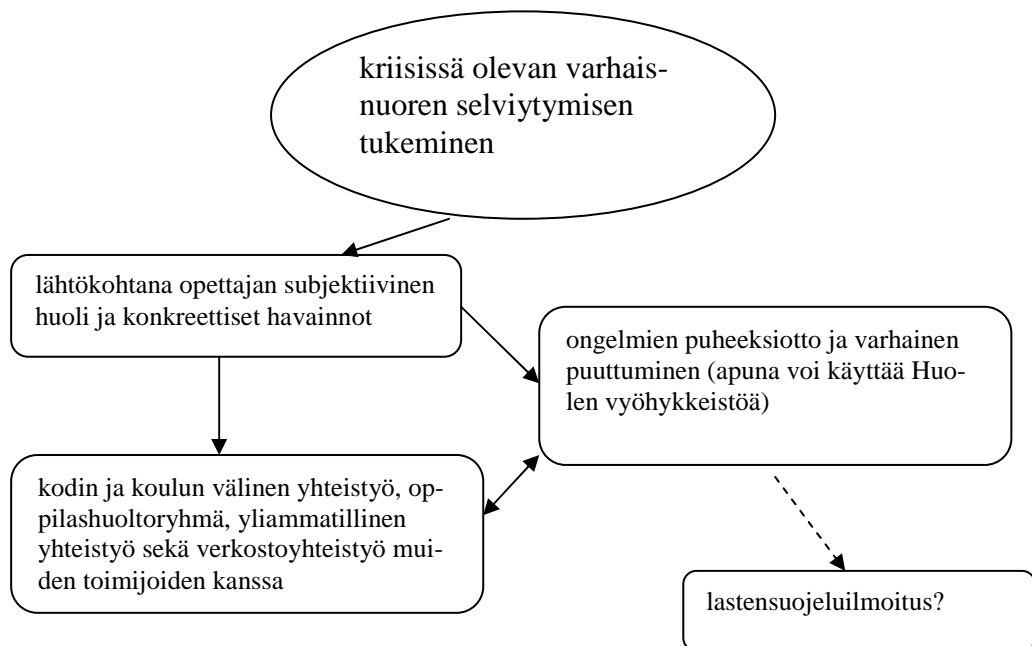 kriisissä olevan varhais-
nuoren selviytymisen
tukeminen
lähtökohtana opettajan subjektiivinen
huoli ja konkreettiset havainnot
ongelmien puheeksiotto ja varhainen
puuttuminen (apuna voi käyttää Huo-
len vyöhykkeistöä)
kodin ja koulun välinen yhteistyö, op-
pilashuoltoryhmä, yliammatillinen
yhteistyö sekä verkostoyhteistyö mui-
den toimijoiden kanssa
lastensuojeluilmoitus?